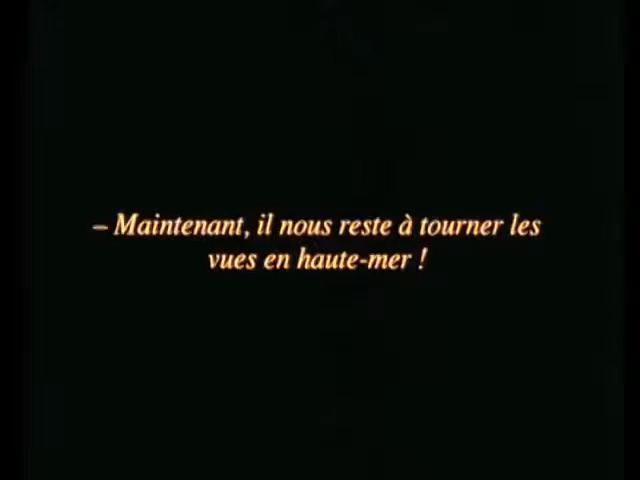 – Maintenant, il nous reste à tourner les
vues en haute-mer !